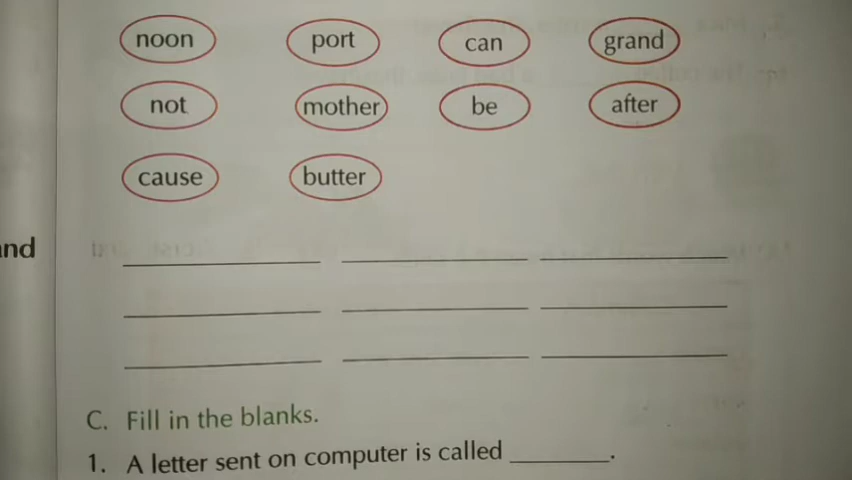 noon port can grand
not mother be after
cause butter
and
C. Fill in the blanks.
1. A letter sent on computer is called ________.